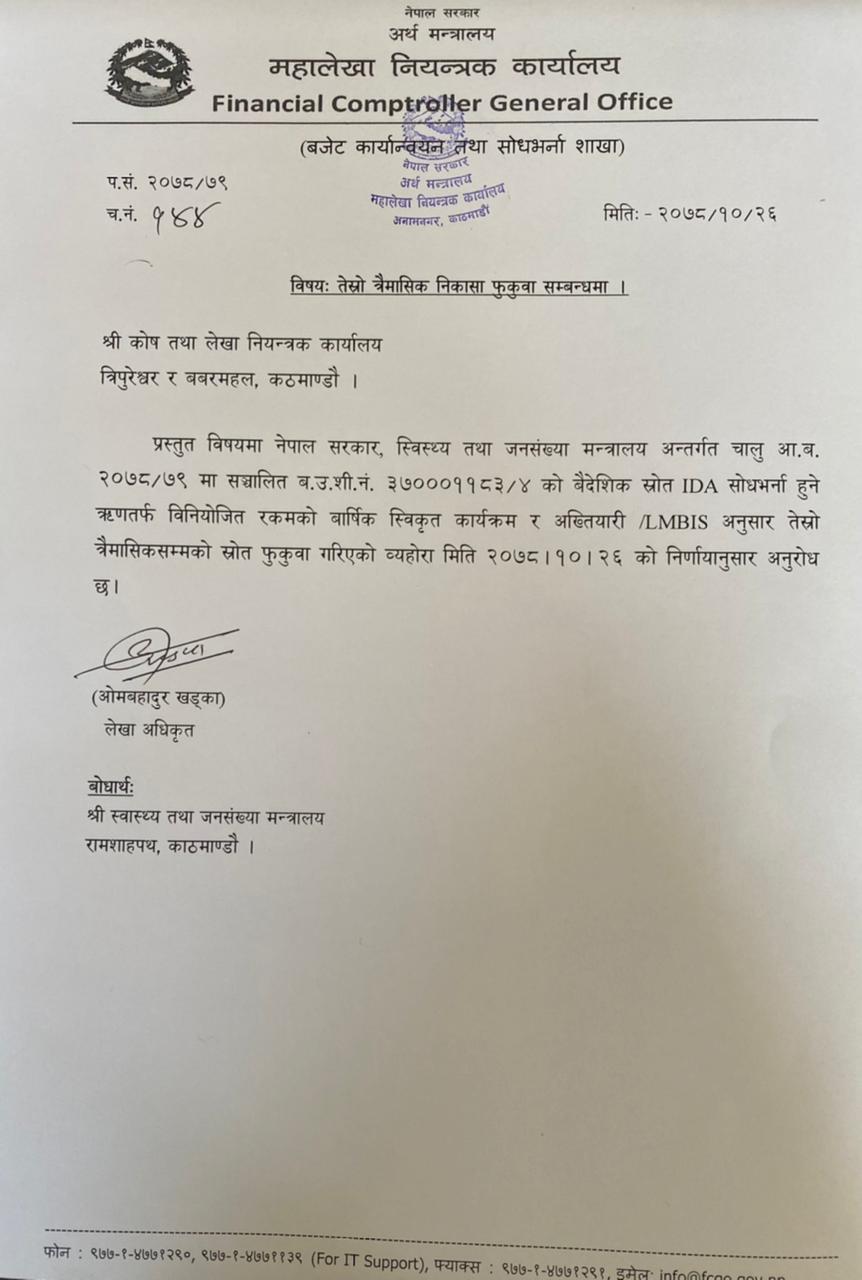 नेपाल सरकार
अर्थ मन्त्रालय
महालेखा नियन्त्रक कार्यालय
Financial Comptroller General Office
(बजेट कार्यान्वयन तथा सोधभर्ना शाखा)
नेपाल सरकार
अर्थ मन्त्रालय
महालेखा नियन्त्रक कार्यालय
अनामनगर, काठमाडौं
प.सं. २०७८/७९
च.नं. १४४
मितिः - २०७८/१०/२६
विषयः तेस्रो त्रैमासिक निकासा फुकुवा सम्बन्धमा ।
श्री कोष तथा लेखा नियन्त्रक कार्यालय
त्रिपुरेश्वर र बबरमहल, कठमाण्डौ ।
प्रस्तुत विषयमा नेपाल सरकार, स्विस्थ्य तथा जनसंख्या मन्त्रालय अन्तर्गत चालु आ.ब.
२०७८/७९ मा सञ्चालित ब.उ.शी.नं. ३७०००११८३/४ को बैदेशिक स्रोत IDA सोधभर्ना हुने
ऋणतर्फ विनियोजित रकमको बार्षिक स्विकृत कार्यक्रम र अख्तियारी /LMBIS अनुसार तेस्रो
त्रैमासिकसम्मको स्रोत फुकुवा गरिएको व्यहोरा मिति २०७८।१०।२६ को निर्णायानुसार अनुरोध
छ।
(ओमबहादुर खड्का)
लेखा अधिकृत
बोधार्थः
श्री स्वास्थ्य तथा जनसंख्या मन्त्रालय
रामशाहपथ, काठमाण्डौ ।
फोन : ९७७-१-४७७१२९०, ९७७-१-४७७११३९ (For IT Support), फ्याक्स : ९७७-१-४७७१२९१, इमेलः info@fcgo.gov.np